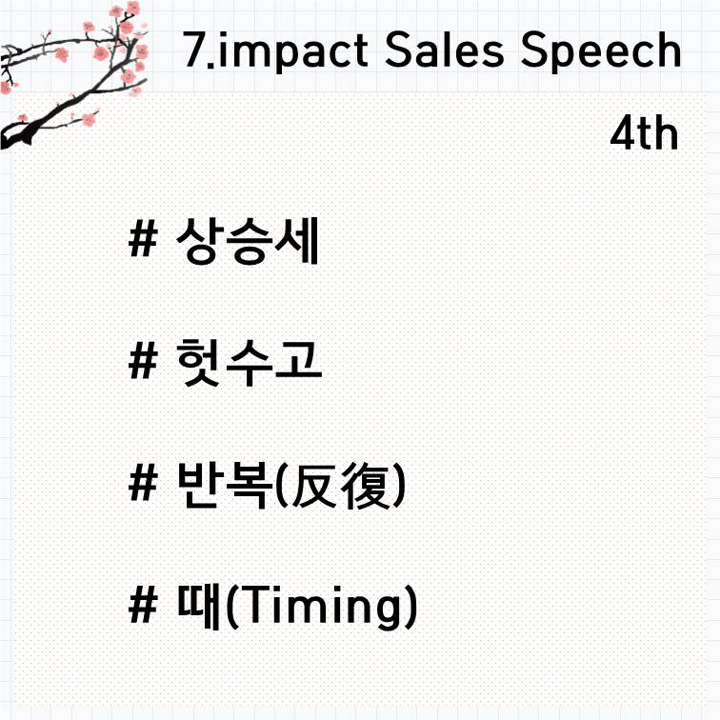 7.impact Sales Speech
4th
# 상승세
# 헛수고
# 반복(反復)
# 때(Timing)